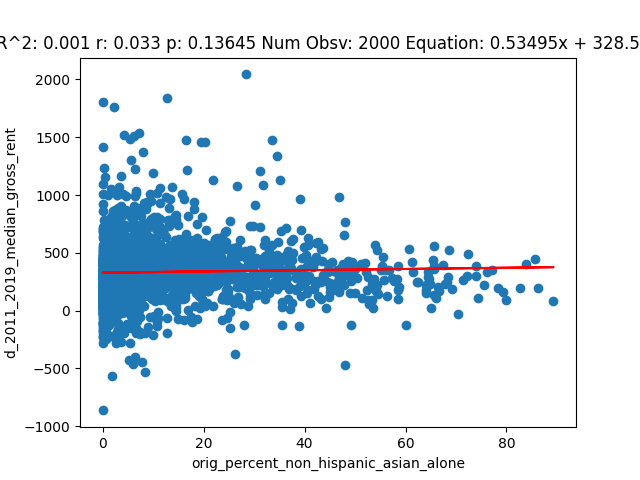 R^2: 0.001 r: 0.033 p: 0.13645 Num Obsv: 2000 Equation: 0.53495x + 328.5
2000
1500
1000
500
0
−500
−1000
d_2011_2019_median_gross_rent
0 20 40 60 80
orig_percent_non_hispanic_asian_alone